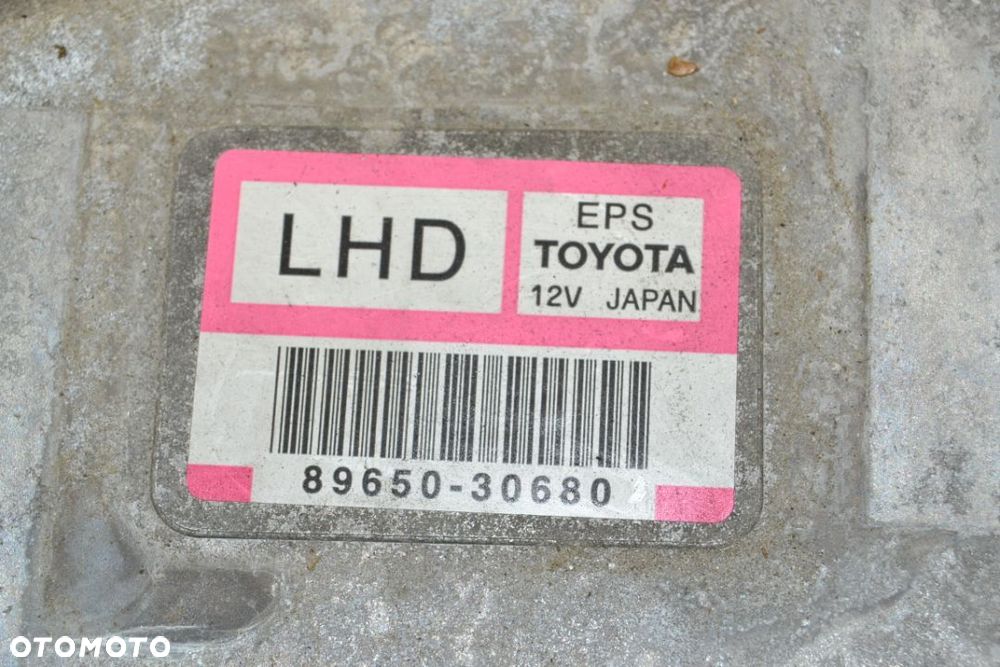 LHD
EPS
TOYOTA
12V JAPAN
89650-30680
OTOMOTO